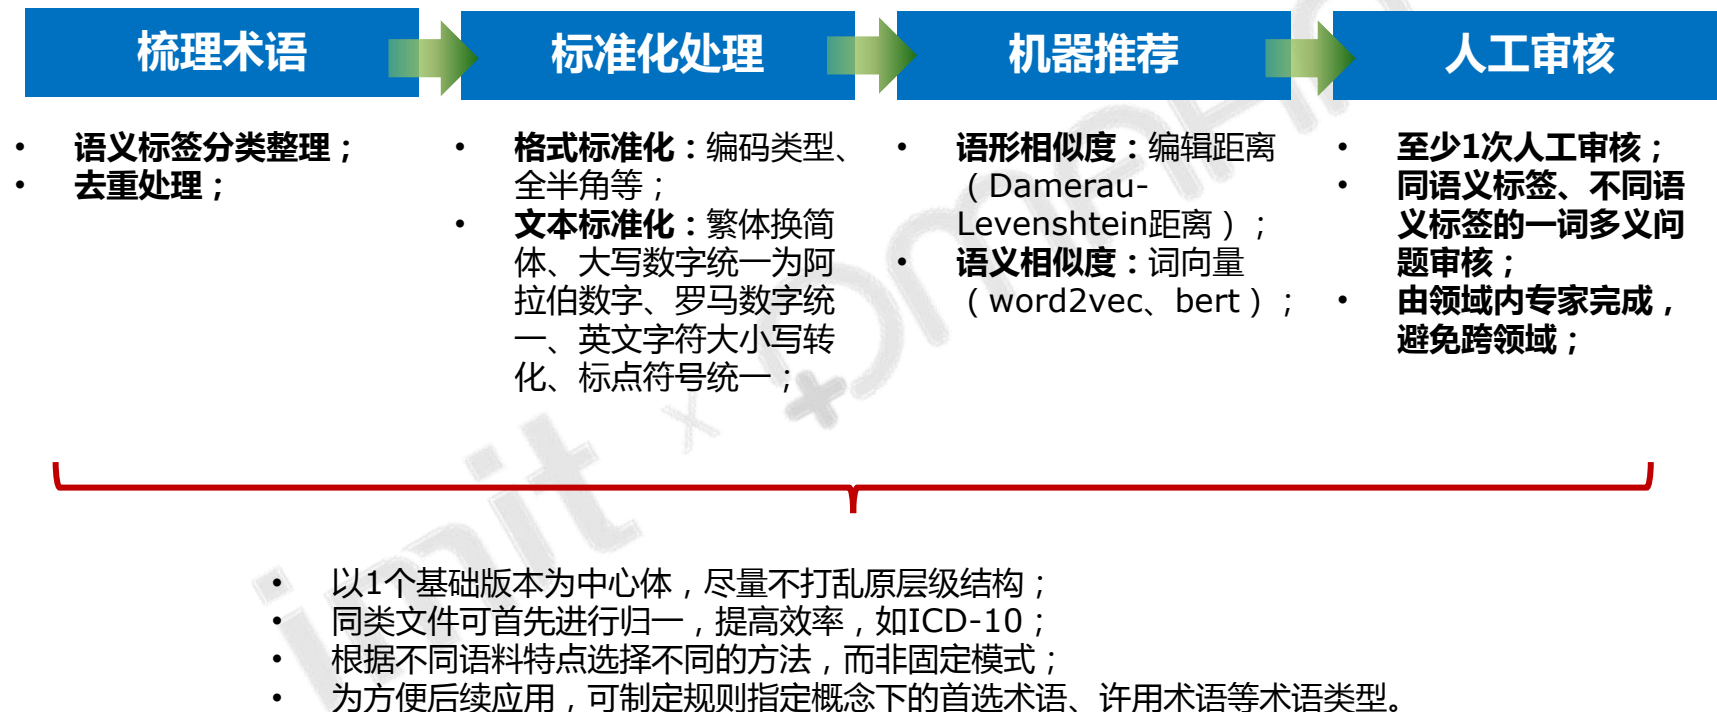 梳理术语
标准化处理
机器推荐
人工审核
• 语义标签分类整理；
• 去重处理；
• 格式标准化：编码类型、
全半角等；
• 文本标准化：繁体换简
体、大写数字统一为阿
拉伯数字、罗马数字统
一、英文字符大小写转
化、标点符号统一；
• 语形相似度：编辑距离
（Damerau-
Levenshtein距离）；
• 语义相似度：词向量
（word2vec、bert）；
• 至少1次人工审核；
• 同语义标签、不同语
义标签的一词多义问
题审核；
• 由领域内专家完成，
避免跨领域；
• 以1个基础版本为中心体，尽量不打乱原层级结构；
• 同类文件可首先进行归一，提高效率，如ICD-10；
• 根据不同语料特点选择不同的方法，而非固定模式；
• 为方便后续应用，可制定规则指定概念下的首选术语、许用术语等术语类型。
imit × OMAHA